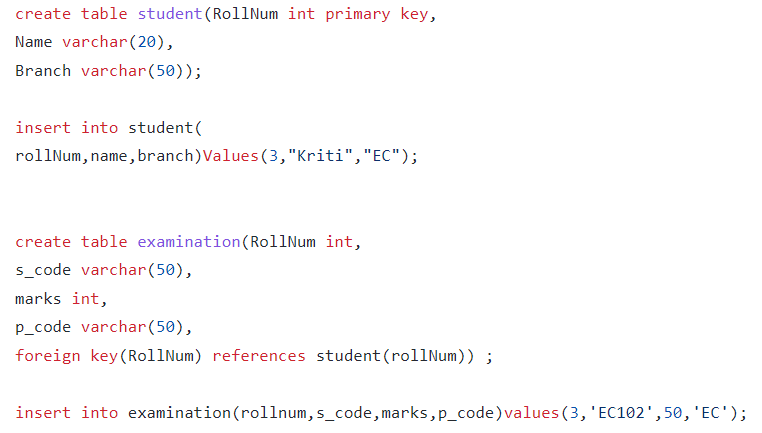 create table student(RollNum int primary key,
Name varchar(20),
Branch varchar(50));
insert into student(
rollNum,name,branch)Values(3,"Kriti","EC");
create table examination(RollNum int,
s_code varchar(50),
marks int,
p_code varchar(50),
foreign key(RollNum) references student(rollNum)) ;
insert into examination(rollnum,s_code,marks,p_code)values(3,'EC102',50,'EC');